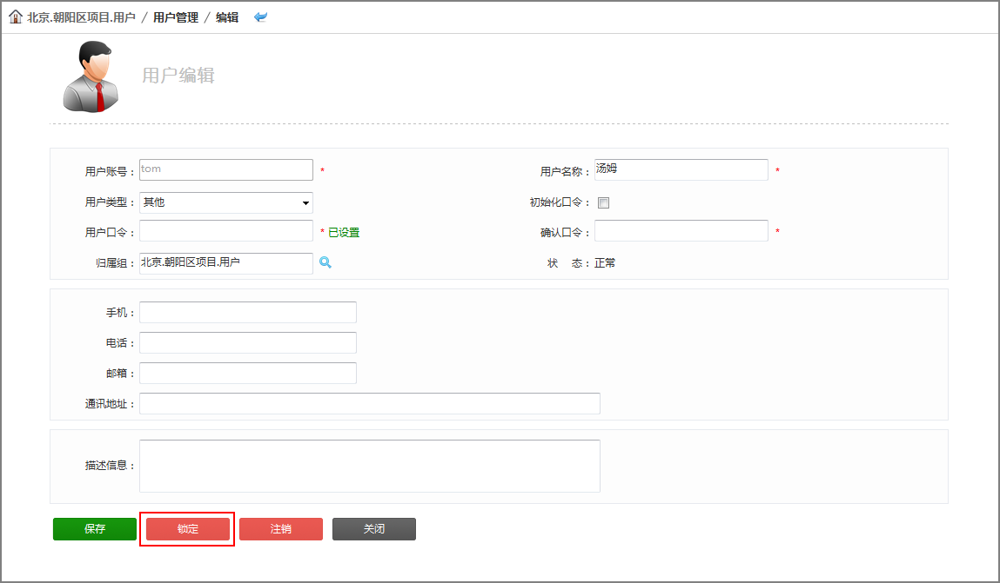 北京.朝阳区项目.用户 / 用户管理 / 编辑
用户编辑
用户账号： tom * 用户名称： 汤姆 *
用户类型： 其他 初始化口令：
用户口令： * 已设置 确认口令： *
归属组： 北京.朝阳区项目.用户 状 态： 正常
手机：
电话：
邮箱：
通讯地址：
描述信息：
保存 锁定 注销 关闭